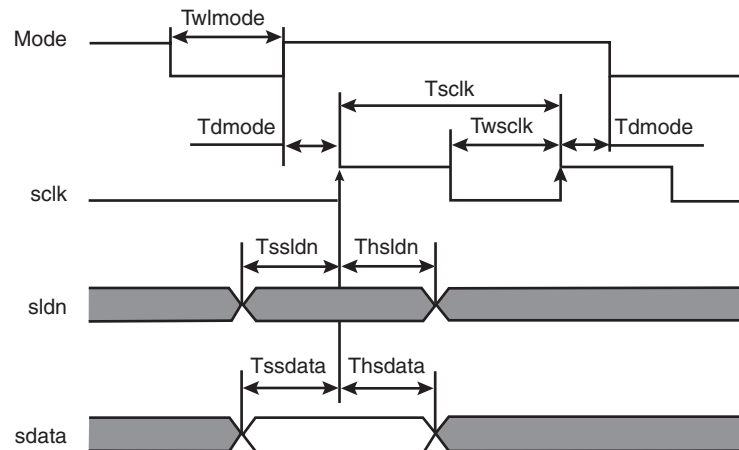 Twlmode
Mode
Tsclk
Tdmode
Twsclk
Tdmode
sclk
Tssldn
Thsldn
sldn
Tssdata
Thsdata
sdata